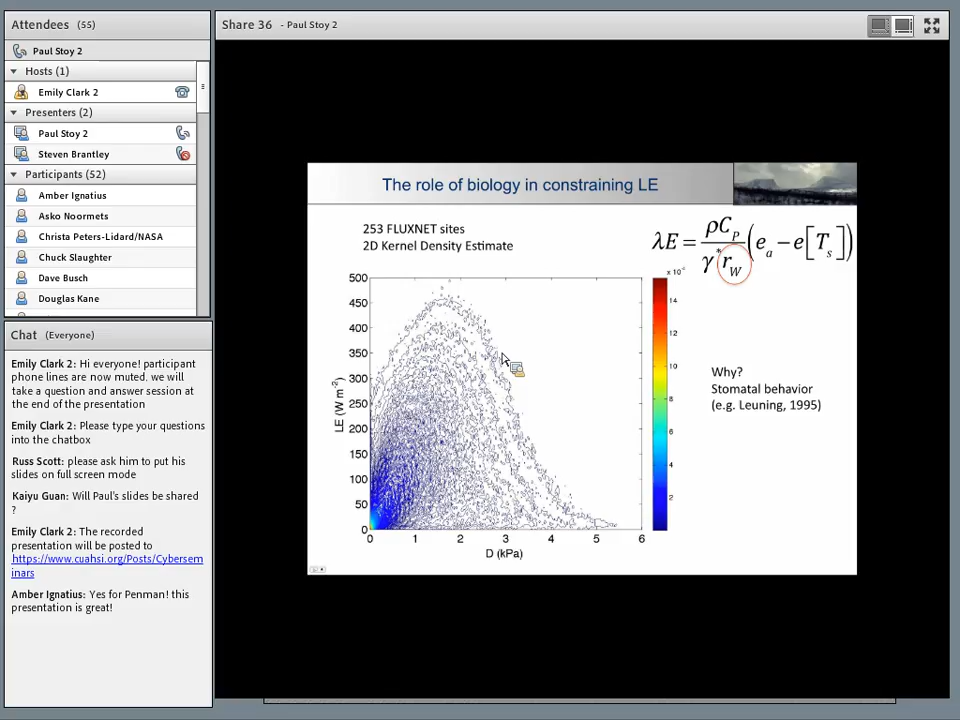 Attendees (55)
Paul Stoy 2
Hosts (1)
Emily Clark 2
Presenters (2)
Paul Stoy 2
Steven Brantley
Participants (52)
Amber Ignatius
Asko Noormets
Christa Peters-Lidard/NASA
Chuck Slaughter
Dave Busch
Douglas Kane
Chat (Everyone)
Emily Clark 2: Hi everyone! participant
phone lines are now muted. we will
take a question and answer session at
the end of the presentation
Emily Clark 2: Please type your questions
into the chatbox
Russ Scott: please ask him to put his
slides on full screen mode
Kaiyu Guan: Will Paul's slides be shared
?
Emily Clark 2: The recorded
presentation will be posted to
https://www.cuahsi.org/Posts/Cybersem
inars
Amber Ignatius: Yes for Penman! this
presentation is great!
Share 36 - Paul Stoy 2
The role of biology in constraining LE
253 FLUXNET sites
2D Kernel Density Estimate
λE = ρC_P / γ* r_W (e_a − e[T_s])
500
450
400
350
300
250
200
150
100
50
0
LE (W m⁻²)
0 1 2 3 4 5 6
D (kPa)
14
12
10
8
6
4
2
Why?
Stomatal behavior
(e.g. Leuning, 1995)